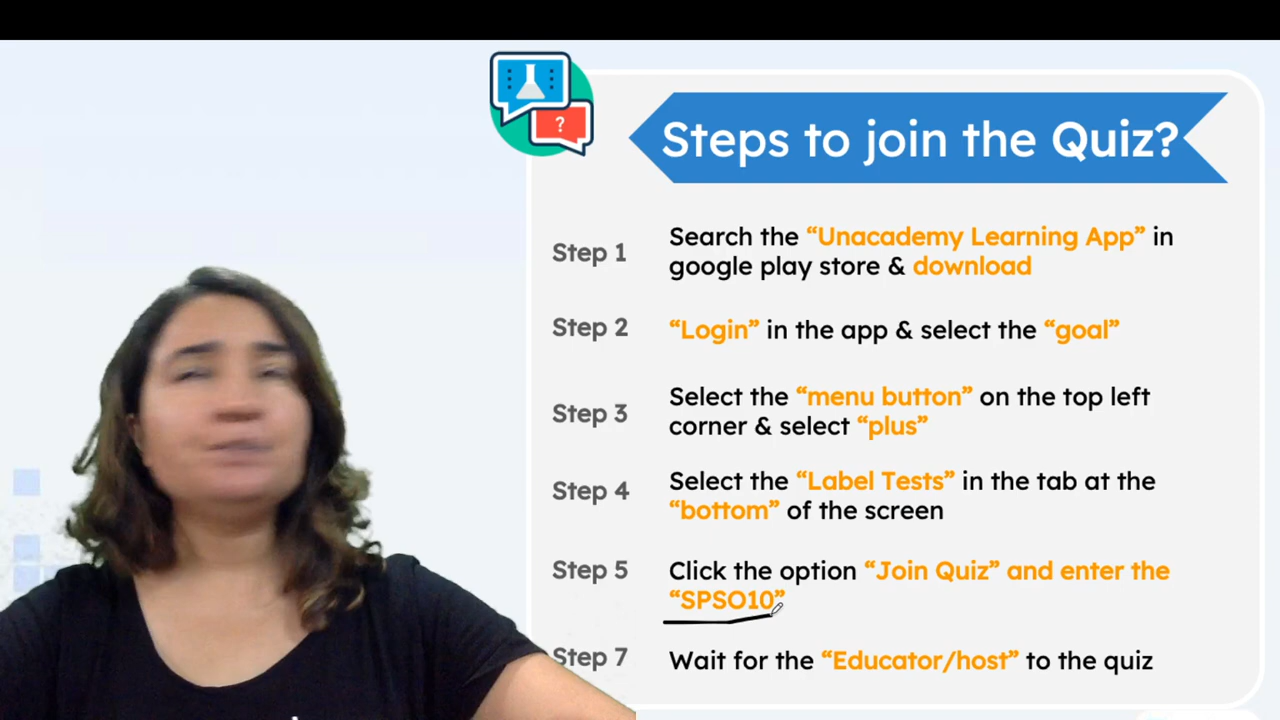 ?
Steps to join the Quiz?
Step 1
Search the “Unacademy Learning App” in
google play store & download
Step 2
“Login” in the app & select the “goal”
Step 3
Select the “menu button” on the top left
corner & select “plus”
Step 4
Select the “Label Tests” in the tab at the
“bottom” of the screen
Step 5
Click the option “Join Quiz” and enter the
“SPSO10”
Step 7
Wait for the “Educator/host” to the quiz